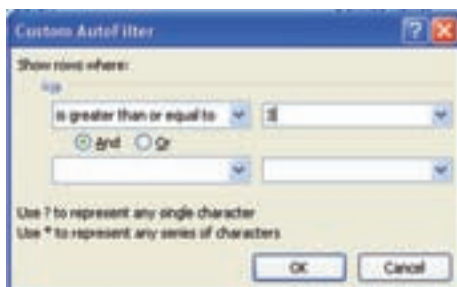 Custom AutoFilter
Show rows where:
is greater than or equal to
And Or
Use ? to represent any single character
Use * to represent any series of characters
OK Cancel